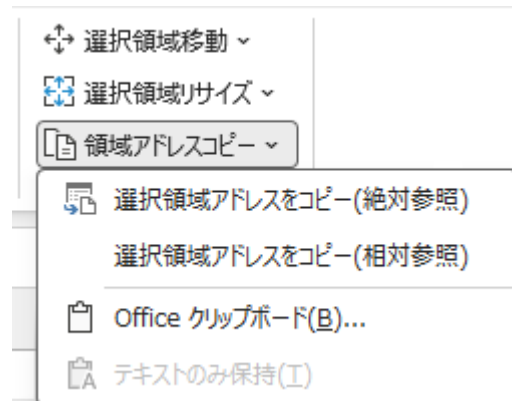 選択領域移動
選択領域リサイズ
領域アドレスコピー
選択領域アドレスをコピー(絶対参照)
選択領域アドレスをコピー(相対参照)
Office クリップボード(B)...
テキストのみ保持(T)